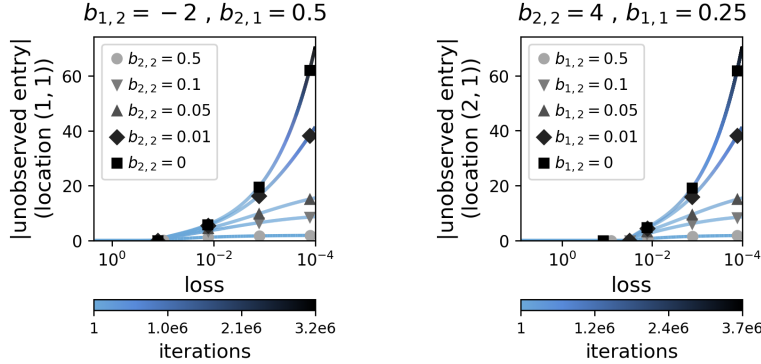 b1,2 = −2 , b2,1 = 0.5
|unobserved entry|
(location (1, 1))
60
40
20
0
b2,2 = 0.5
b2,2 = 0.1
b2,2 = 0.05
b2,2 = 0.01
b2,2 = 0
10^0
10^−2
10^−4
loss
1
1.0e6
2.1e6
3.2e6
iterations
b2,2 = 4 , b1,1 = 0.25
|unobserved entry|
(location (2, 1))
60
40
20
0
b1,2 = 0.5
b1,2 = 0.1
b1,2 = 0.05
b1,2 = 0.01
b1,2 = 0
10^0
10^−2
10^−4
loss
1
1.2e6
2.4e6
3.7e6
iterations